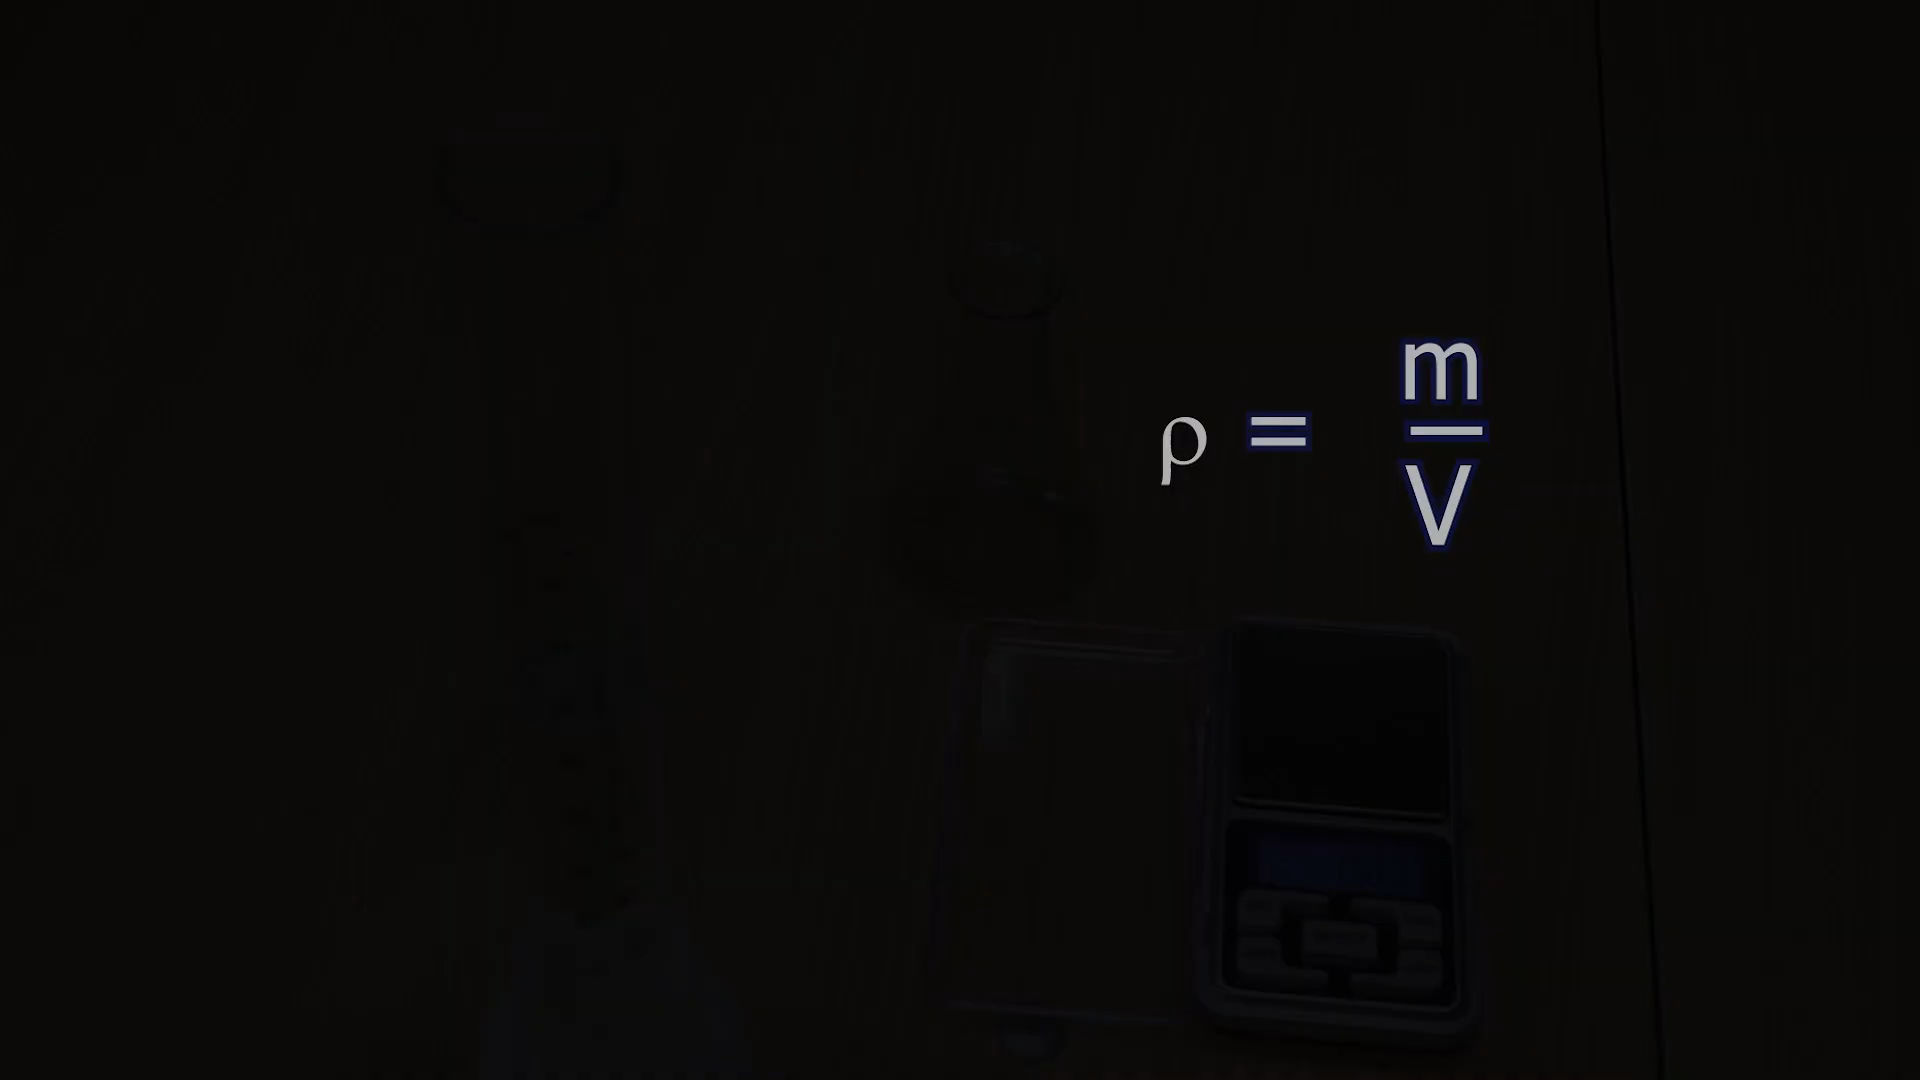 ρ = m/V